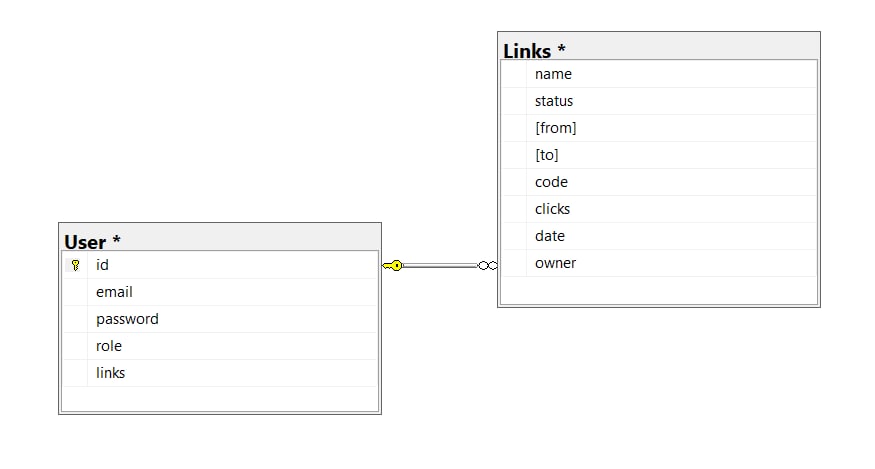 Links *
name
status
[from]
[to]
code
clicks
date
owner
User *
id
email
password
role
links